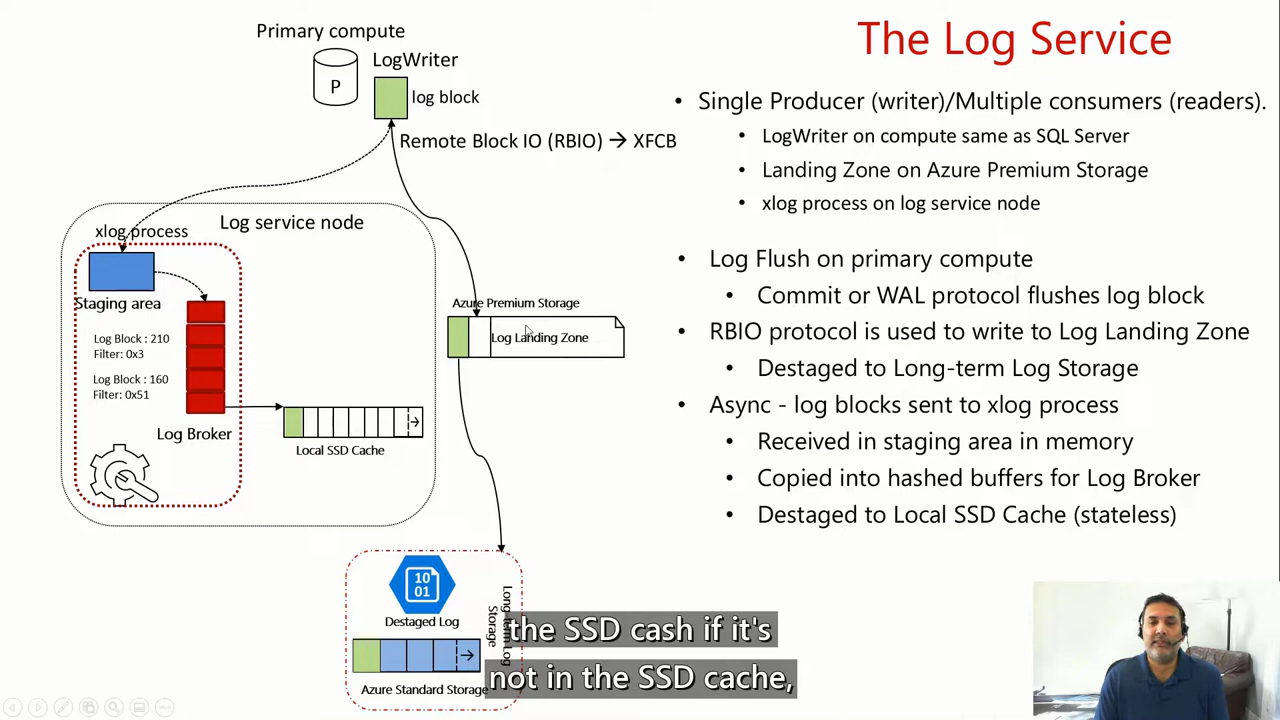 Primary compute
LogWriter
P
log block
Remote Block IO (RBIO) → XFCB
Log service node
xlog process
Staging area
Log Block : 210
Filter: 0x3
Log Block : 160
Filter: 0x51
Log Broker
Local SSD Cache
Azure Premium Storage
Log Landing Zone
10
01
Destaged Log
Azure Standard Storage
Long-term Log
Storage
The Log Service
• Single Producer (writer)/Multiple consumers (readers).
• LogWriter on compute same as SQL Server
• Landing Zone on Azure Premium Storage
• xlog process on log service node
• Log Flush on primary compute
• Commit or WAL protocol flushes log block
• RBIO protocol is used to write to Log Landing Zone
• Destaged to Long-term Log Storage
• Async - log blocks sent to xlog process
• Received in staging area in memory
• Copied into hashed buffers for Log Broker
• Destaged to Local SSD Cache (stateless)
the SSD cash if it's
not in the SSD cache,